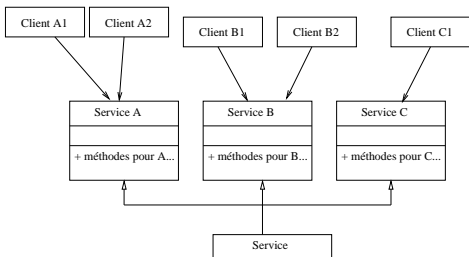 Client A1
Client A2
Client B1
Client B2
Client C1
Service A
Service B
Service C
+ méthodes pour A...
+ méthodes pour B...
+ méthodes pour C...
Service